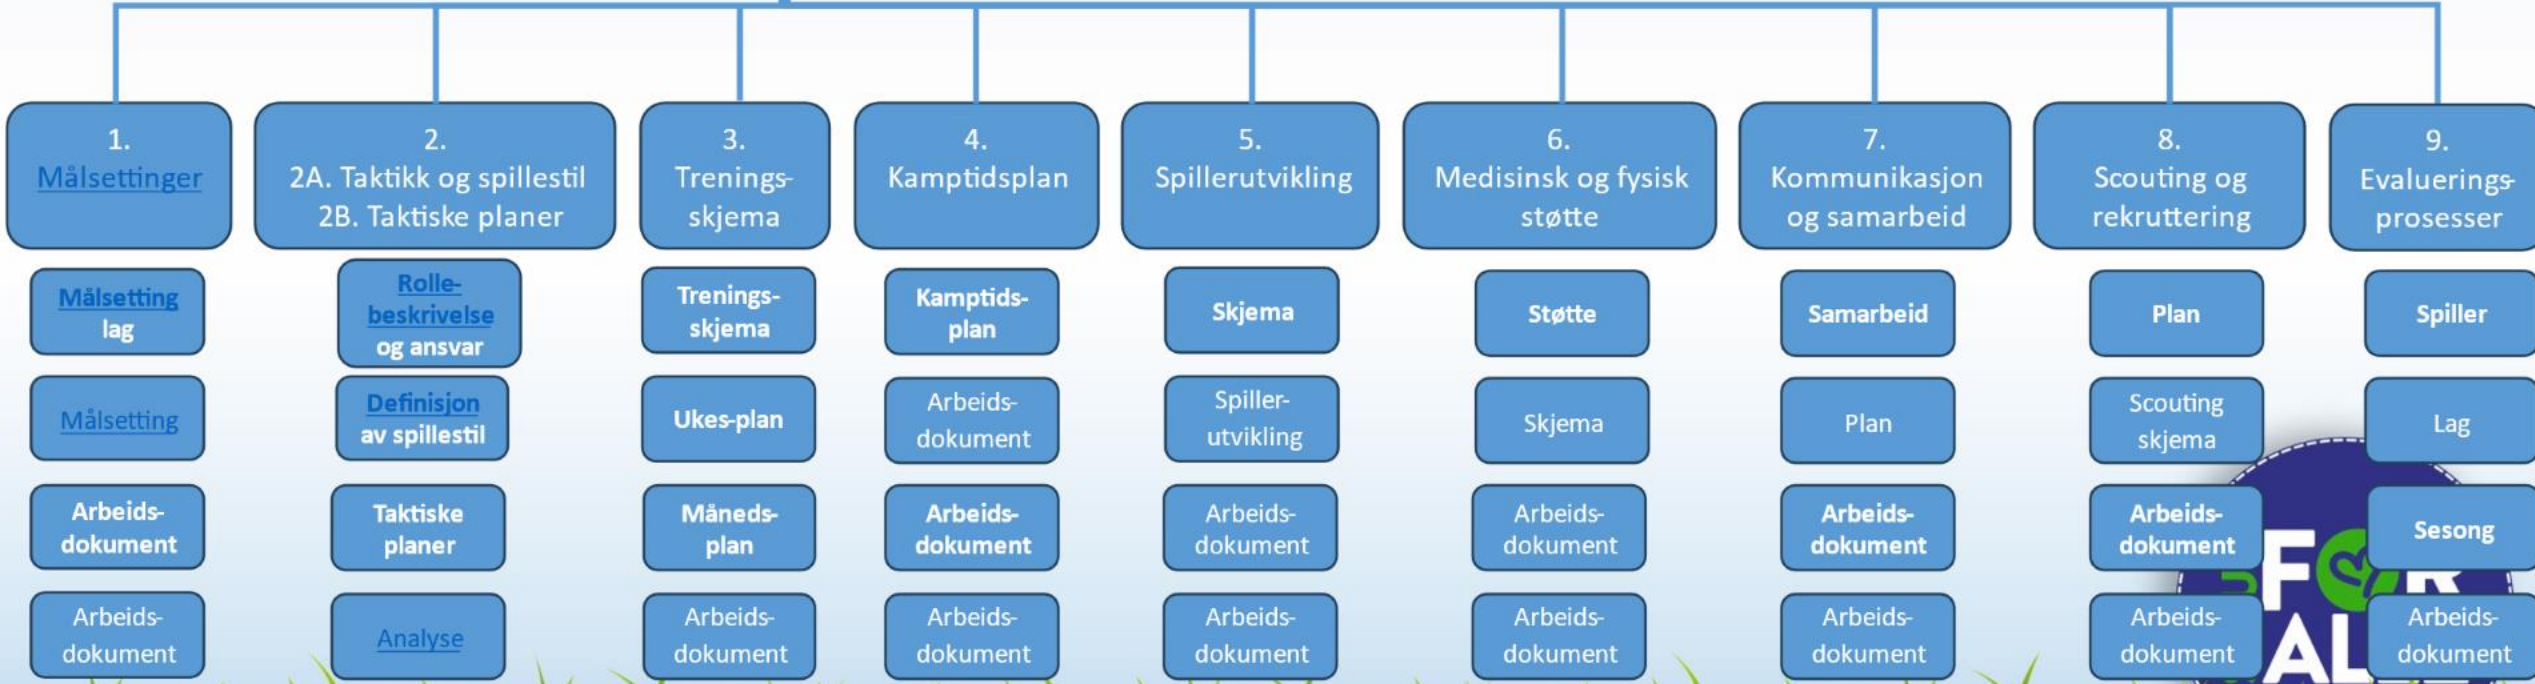 1.
Målsettinger
2.
2A. Taktikk og spillestil
2B. Taktiske planer
3.
Trenings-
skjema
4.
Kamptidsplan
5.
Spillerutvikling
6.
Medisinsk og fysisk
støtte
7.
Kommunikasjon
og samarbeid
8.
Scouting og
rekruttering
9.
Evaluerings-
prosesser
Målsetting
lag
Rolle-
beskrivelse
og ansvar
Trenings-
skjema
Kamptids-
plan
Skjema
Støtte
Samarbeid
Plan
Spiller
Målsetting
Definisjon
av spillestil
Ukes-plan
Arbeids-
dokument
Spiller-
utvikling
Skjema
Plan
Scouting
skjema
Lag
Arbeids-
dokument
Taktiske
planer
Måneds-
plan
Arbeids-
dokument
Arbeids-
dokument
Arbeids-
dokument
Arbeids-
dokument
Arbeids-
dokument
Sesong
Arbeids-
dokument
Analyse
Arbeids-
dokument
Arbeids-
dokument
Arbeids-
dokument
Arbeids-
dokument
Arbeids-
dokument
Arbeids-
dokument
Arbeids-
dokument
FOR